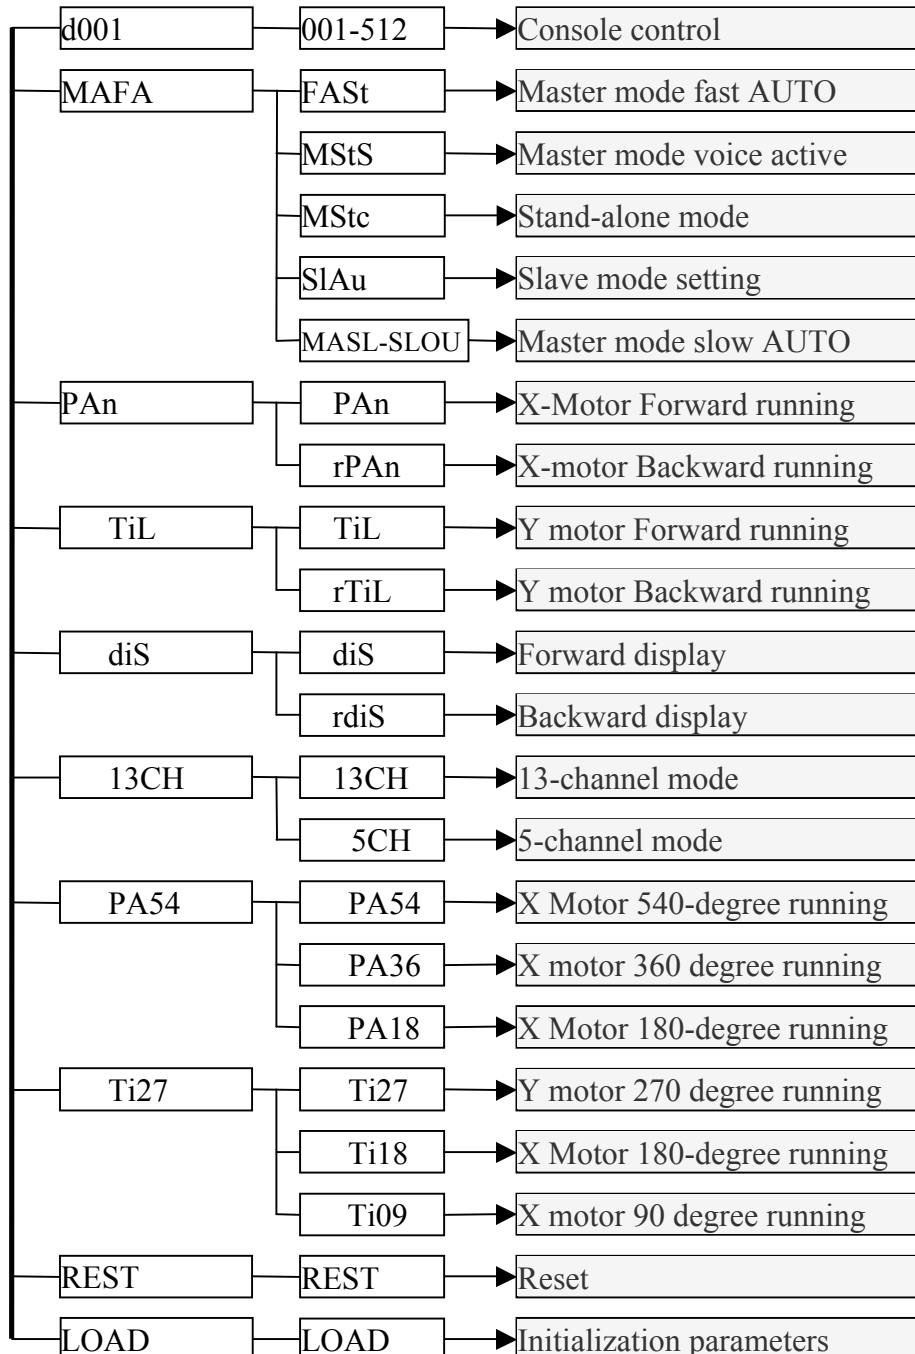 d001 001-512 Console control
MAFA FASt Master mode fast AUTO
MStS Master mode voice active
MStc Stand-alone mode
SlAu Slave mode setting
MASL-SLOU Master mode slow AUTO
PAn PAn X-Motor Forward running
rPAn X-motor Backward running
TiL TiL Y motor Forward running
rTiL Y motor Backward running
diS diS Forward display
rdiS Backward display
13CH 13CH 13-channel mode
5CH 5-channel mode
PA54 PA54 X Motor 540-degree running
PA36 X motor 360 degree running
PA18 X Motor 180-degree running
Ti27 Ti27 Y motor 270 degree running
Ti18 X Motor 180-degree running
Ti09 X motor 90 degree running
REST REST Reset
LOAD LOAD Initialization parameters